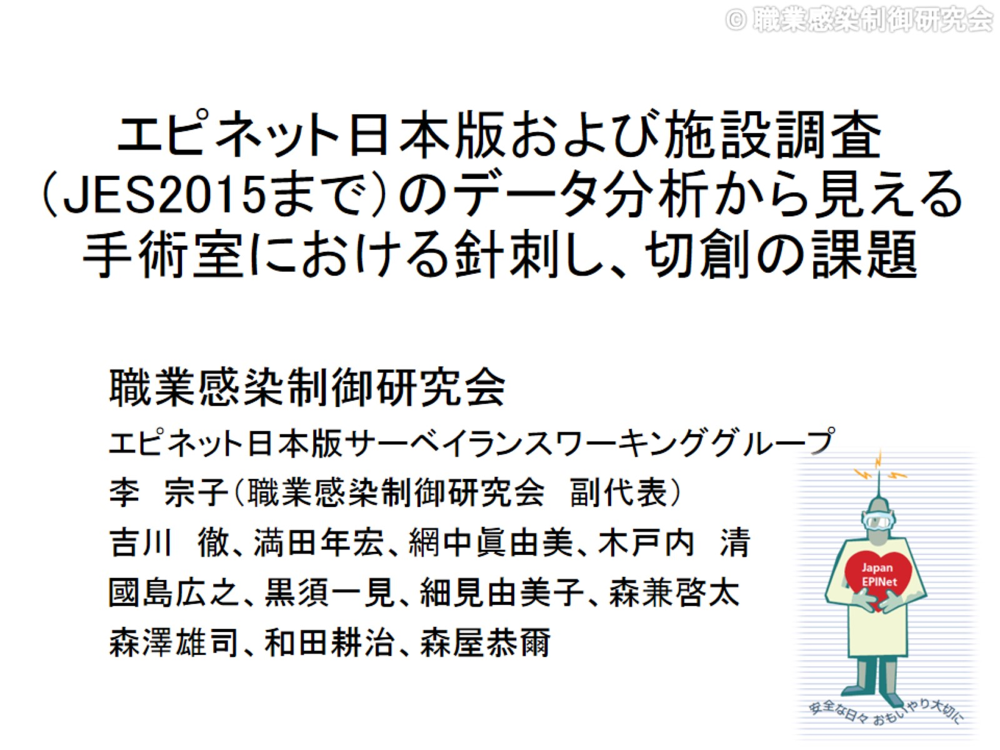 © 職業感染制御研究会
エピネット日本版および施設調査
（JES2015まで）のデータ分析から見える
手術室における針刺し、切創の課題
職業感染制御研究会
エピネット日本版サーベイランスワーキンググループ
李　宗子（職業感染制御研究会　副代表）
吉川　徹、満田年宏、網中眞由美、木戸内　清
國島広之、黒須一見、細見由美子、森兼啓太
森澤雄司、和田耕治、森屋恭爾
Japan
EPINet
安全な日々 おもいやり大切に